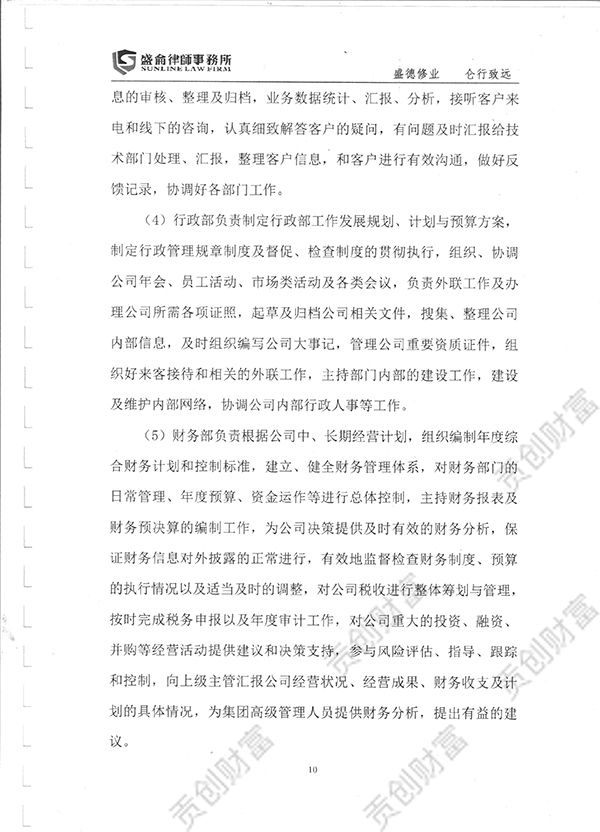 盛俞律師事務所
SUNLINE LAW FIRM
盛德修业 仑行致远
息的审核、整理及归档，业务数据统计、汇报、分析，接听客户来
电和线下的咨询，认真细致解答客户的疑问，有问题及时汇报给技
术部门处理、汇报，整理客户信息，和客户进行有效沟通，做好反
馈记录，协调好各部门工作。
（4）行政部负责制定行政部工作发展规划、计划与预算方案，
制定行政管理规章制度及督促、检查制度的贯彻执行，组织、协调
公司年会、员工活动、市场类活动及各类会议，负责外联工作及办
理公司所需各项证照，起草及归档公司相关文件，搜集、整理公司
内部信息，及时组织编写公司大事记，管理公司重要资质证件，组
织好来客接待和相关的外联工作，主持部门内部的建设工作，建设
及维护内部网络，协调公司内部行政人事等工作。
（5）财务部负责根据公司中、长期经营计划，组织编制年度综
合财务计划和控制标准，建立、健全财务管理体系，对财务部门的
日常管理、年度预算、资金运作等进行总体控制，主持财务报表及
财务预决算的编制工作，为公司决策提供及时有效的财务分析，保
证财务信息对外披露的正常进行，有效地监督检查财务制度、预算
的执行情况以及适当及时的调整，对公司税收进行整体筹划与管理，
按时完成税务申报以及年度审计工作，对公司重大的投资、融资、
并购等经营活动提供建议和决策支持，参与风险评估、指导、跟踪
和控制，向上级主管汇报公司经营状况、经营成果、财务收支及计
划的具体情况，为集团高级管理人员提供财务分析，提出有益的建
议。
10
贡创财富
贡创财富
贡创财富
贡创财富
贡创财富